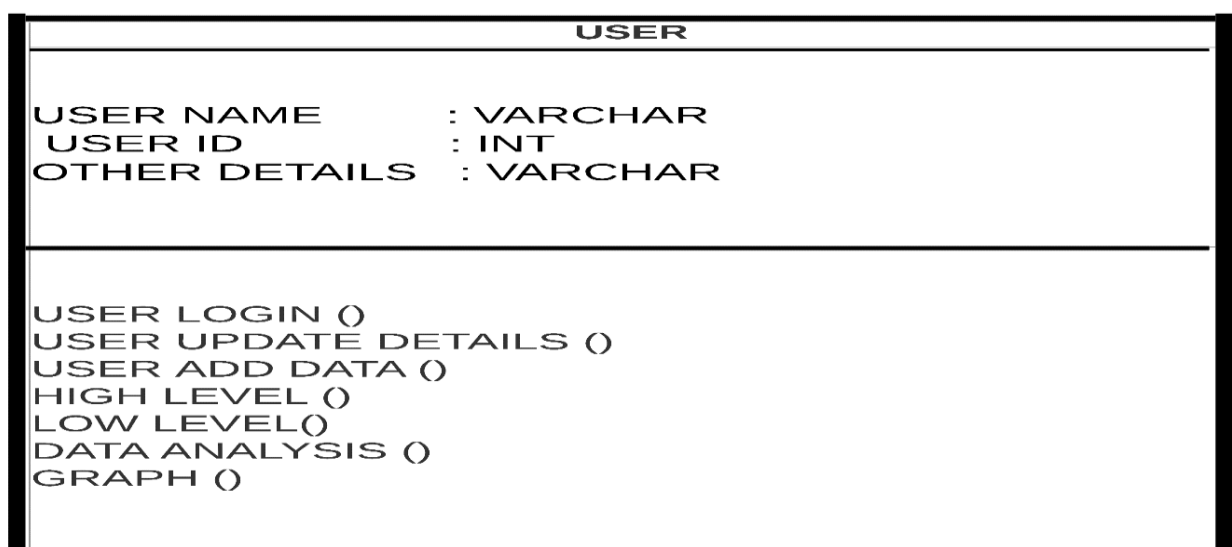 USER
USER NAME : VARCHAR
USER ID : INT
OTHER DETAILS : VARCHAR
USER LOGIN ()
USER UPDATE DETAILS ()
USER ADD DATA ()
HIGH LEVEL ()
LOW LEVEL()
DATA ANALYSIS ()
GRAPH ()